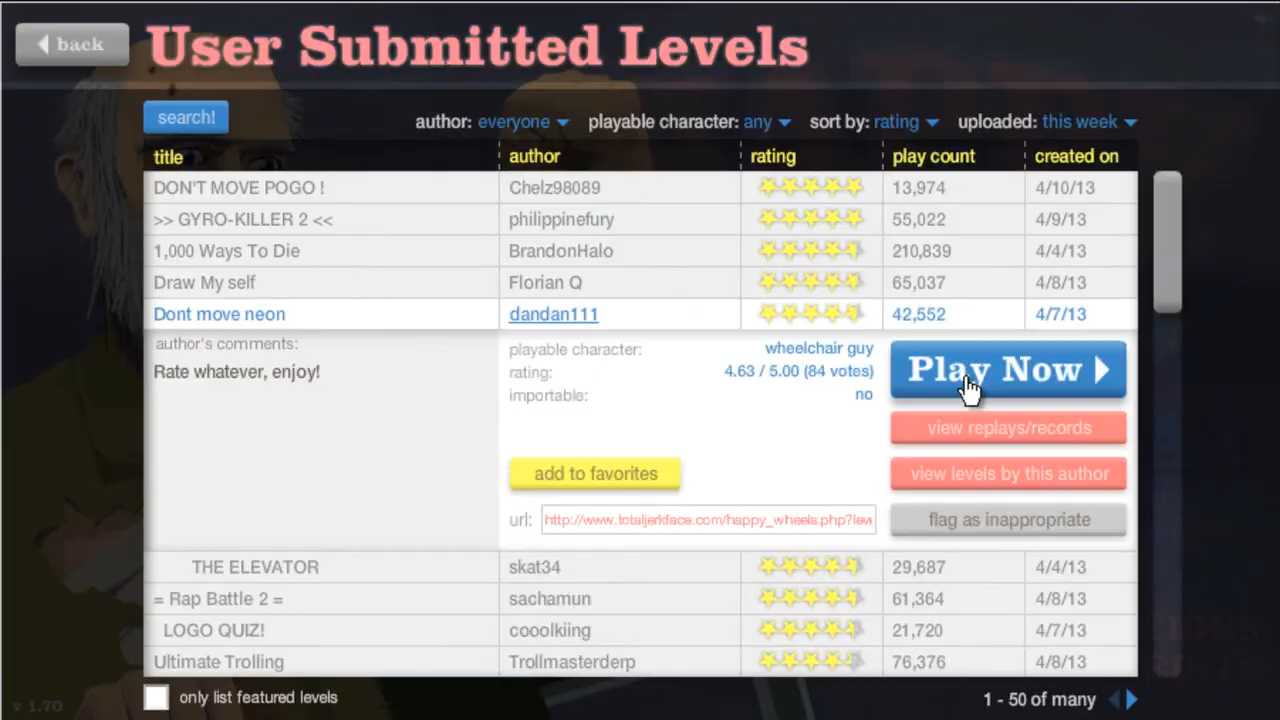 back
User Submitted Levels
search!
author: everyone playable character: any sort by: rating uploaded: this week
title author rating play count created on
DON'T MOVE POGO ! Chelz98089 13,974 4/10/13
>> GYRO-KILLER 2 << philippinefury 55,022 4/9/13
1,000 Ways To Die BrandonHalo 210,839 4/4/13
Draw My self Florian Q 65,037 4/8/13
Dont move neon dandan111 42,552 4/7/13
author's comments:
Rate whatever, enjoy!
playable character: wheelchair guy
rating: 4.63 / 5.00 (84 votes)
importable: no
Play Now
view replays/records
add to favorites
view levels by this author
url: http://www.totaljerkface.com/happy_wheels.php?lev
flag as inappropriate
THE ELEVATOR skat34 29,687 4/4/13
= Rap Battle 2 = sachamun 61,364 4/8/13
LOGO QUIZ! cooolkiing 21,720 4/7/13
Ultimate Trolling Trollmasterderp 76,376 4/8/13
only list featured levels
1 - 50 of many
v 1.70